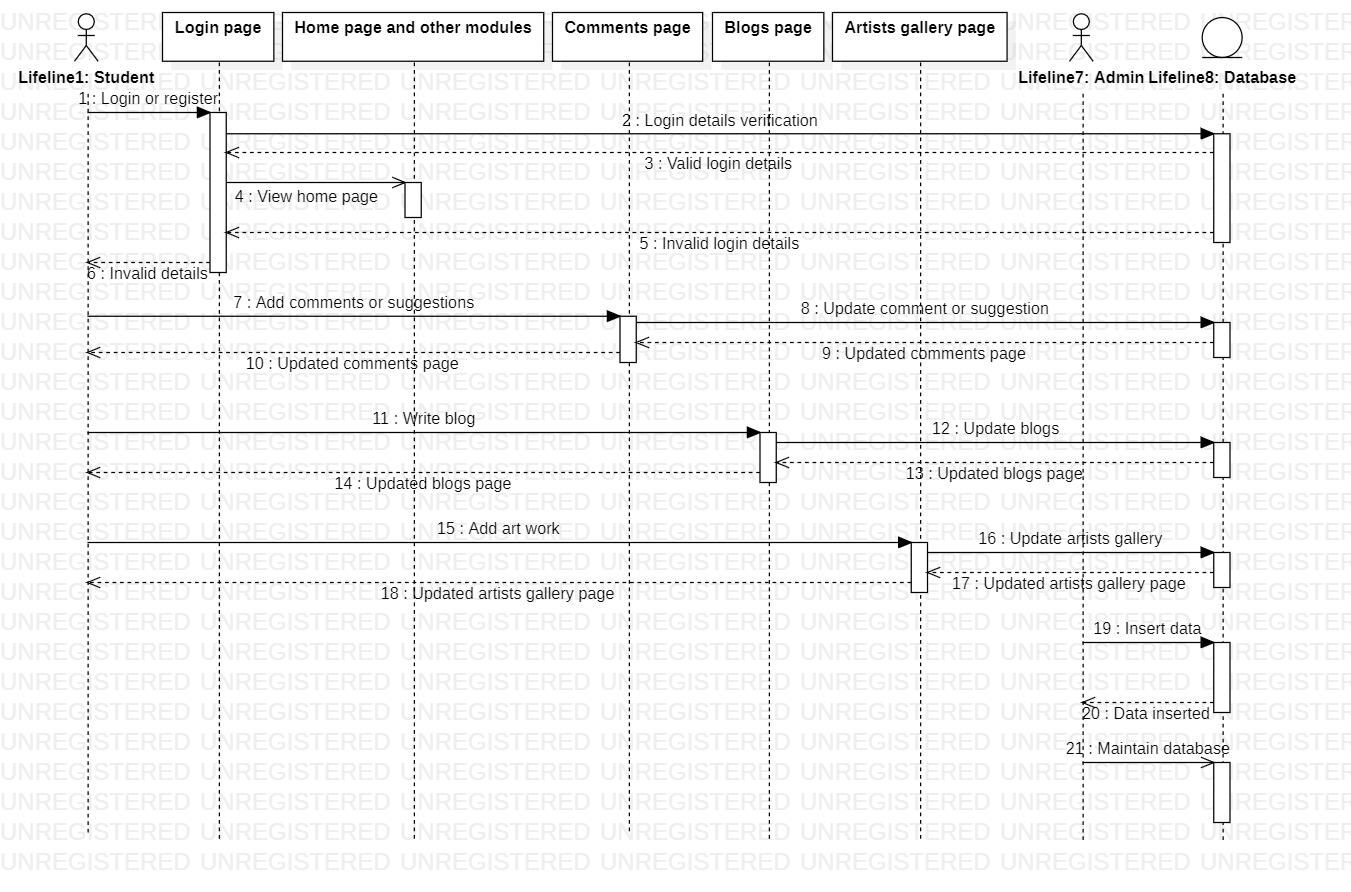 Login page
Home page and other modules
Comments page
Blogs page
Artists gallery page
Lifeline1: Student
Lifeline7: Admin
Lifeline8: Database
1 : Login or register
2 : Login details verification
3 : Valid login details
4 : View home page
5 : Invalid login details
6 : Invalid details
7 : Add comments or suggestions
8 : Update comment or suggestion
9 : Updated comments page
10 : Updated comments page
11 : Write blog
12 : Update blogs
13 : Updated blogs page
14 : Updated blogs page
15 : Add art work
16 : Update artists gallery
17 : Updated artists gallery page
18 : Updated artists gallery page
19 : Insert data
20 : Data inserted
21 : Maintain database
UNREGISTERED